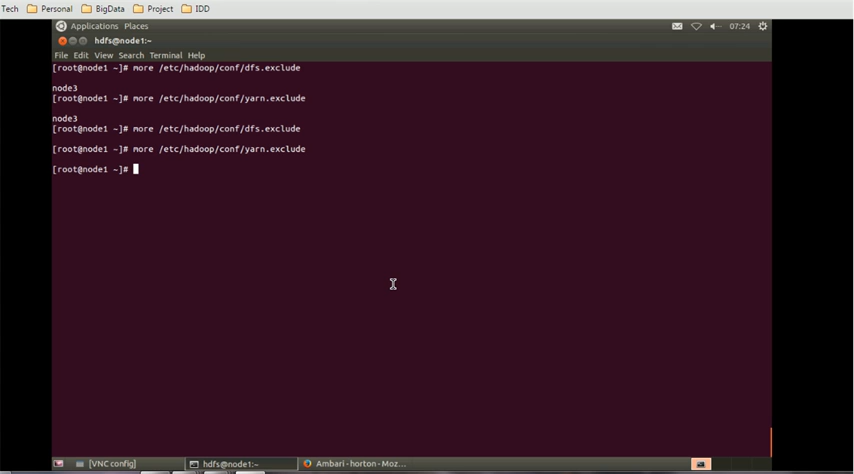 Tech Personal BigData Project IDD
Applications Places 07:24
hdfs@node1:~
File Edit View Search Terminal Help
[root@node1 ~]# more /etc/hadoop/conf/dfs.exclude
node3
[root@node1 ~]# more /etc/hadoop/conf/yarn.exclude
node3
[root@node1 ~]# more /etc/hadoop/conf/dfs.exclude
[root@node1 ~]# more /etc/hadoop/conf/yarn.exclude
[root@node1 ~]#
[VNC config] hdfs@node1:~ Ambari - horton - Moz...